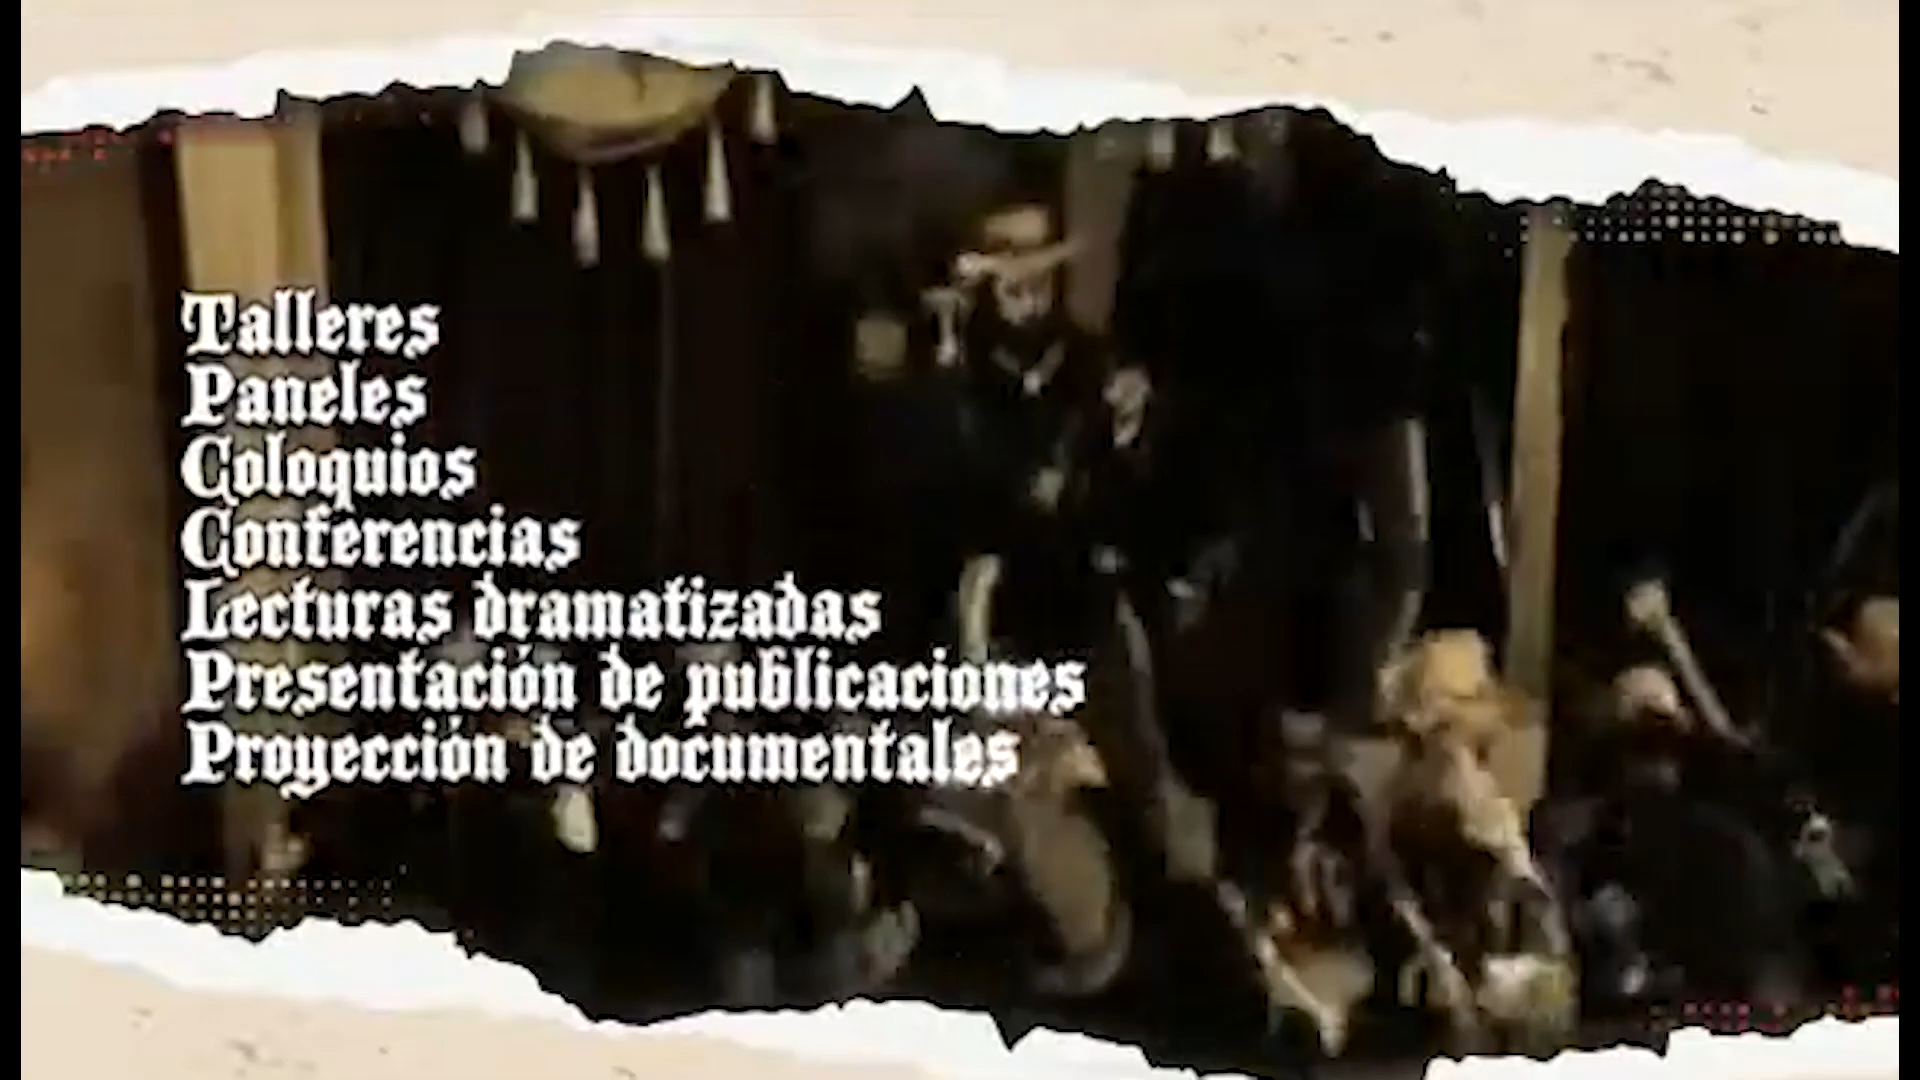 Talleres
Paneles
Coloquios
Conferencias
Lecturas dramatizadas
Presentación de publicaciones
Proyección de documentales